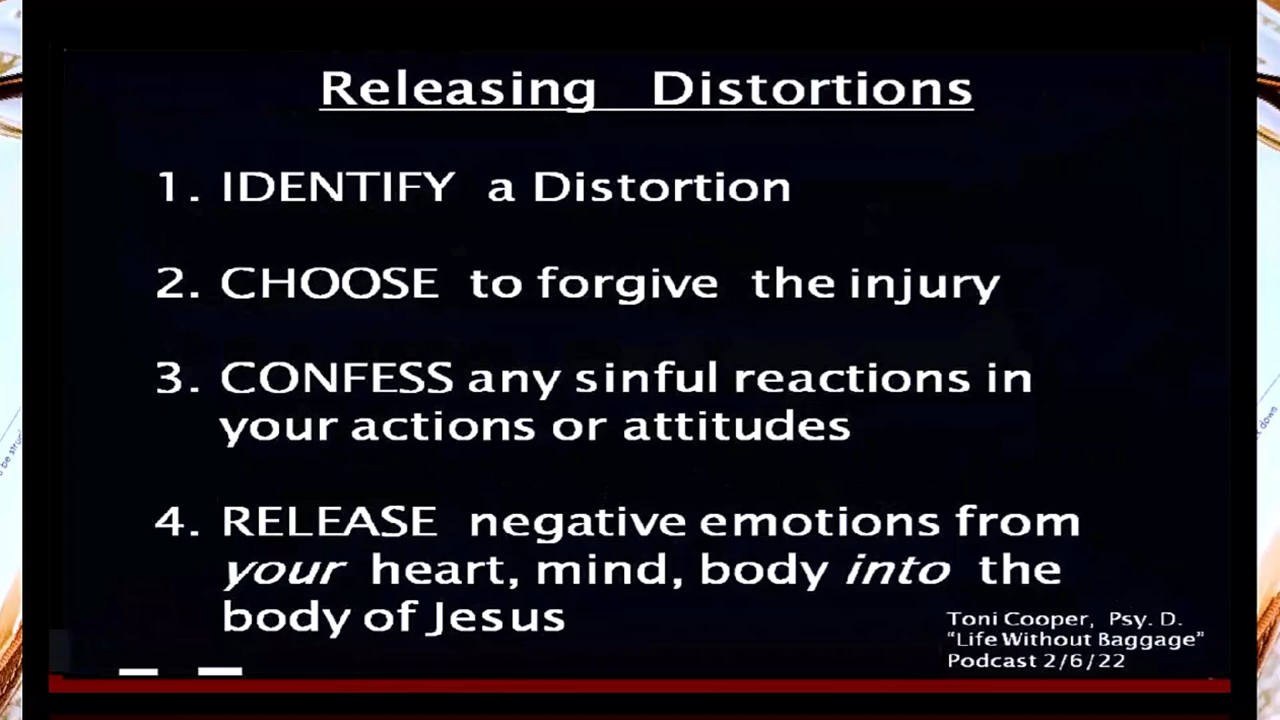 Releasing Distortions
1. IDENTIFY a Distortion
2. CHOOSE to forgive the injury
3. CONFESS any sinful reactions in
your actions or attitudes
4. RELEASE negative emotions from
your heart, mind, body into the
body of Jesus
Toni Cooper, Psy. D.
“Life Without Baggage”
Podcast 2/6/22